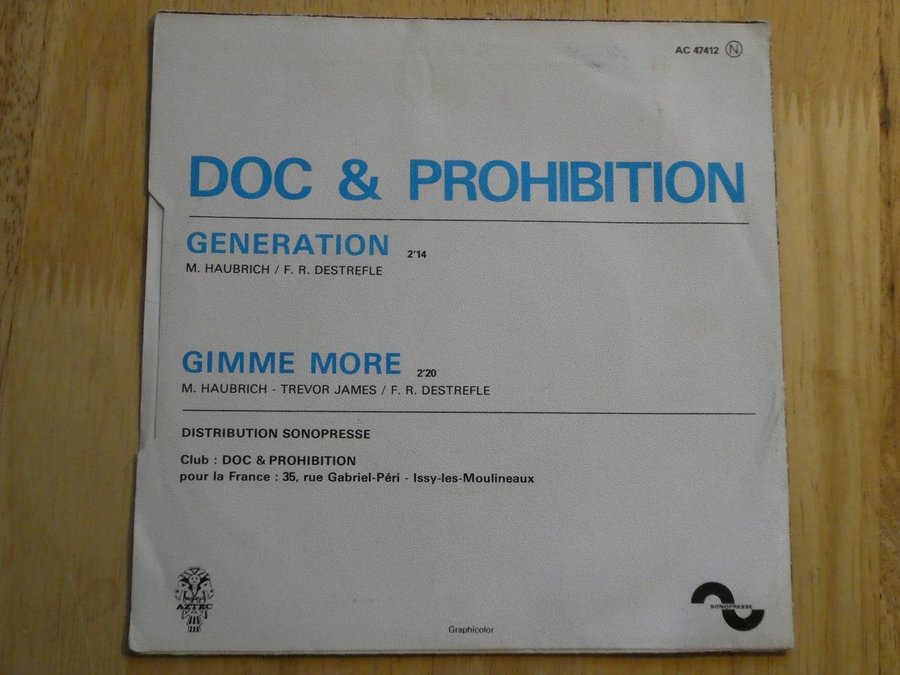 AC 47412 N
DOC & PROHIBITION
GENERATION 2'14
M. HAUBRICH / F. R. DESTREFLE
GIMME MORE 2'20
M. HAUBRICH - TREVOR JAMES / F. R. DESTREFLE
DISTRIBUTION SONOPRESSE
Club : DOC & PROHIBITION
pour la France : 35, rue Gabriel-Péri - Issy-les-Moulineaux
AZTEC
SONOPRESSE
Graphicolor